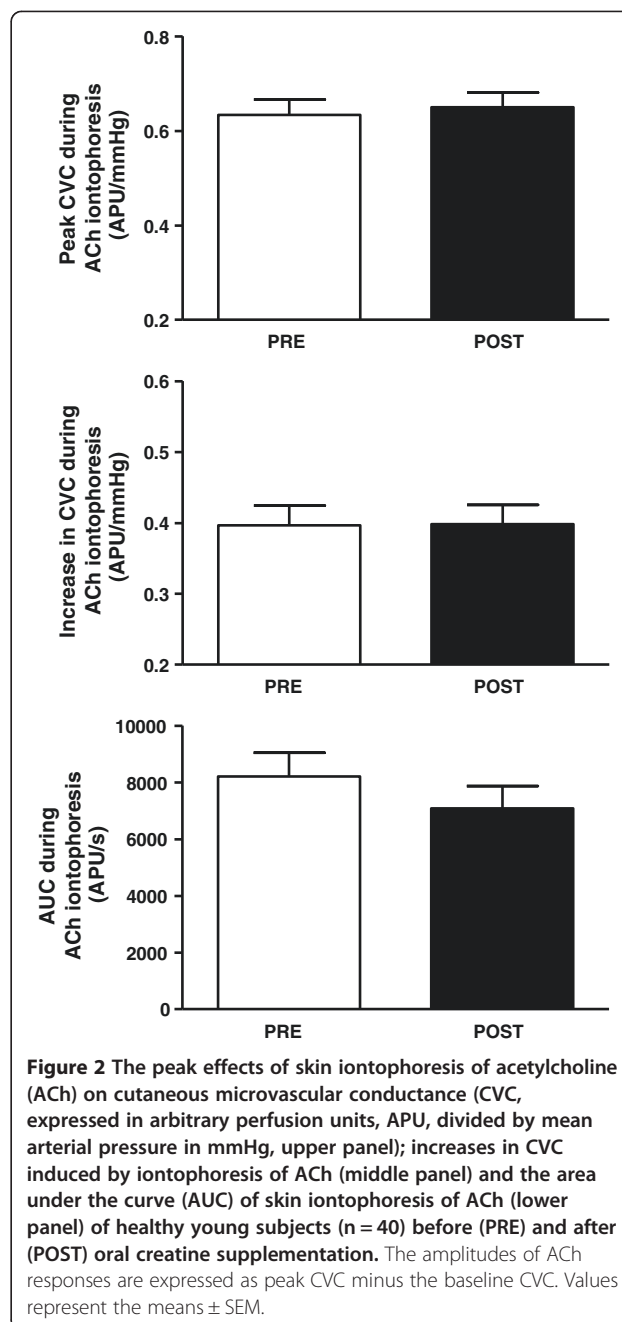 0.8
0.6
0.4
0.2
Peak CVC during
ACh iontophoresis
(APU/mmHg)
PRE
POST
0.6
0.5
0.4
0.3
0.2
Increase in CVC during
ACh iontophoresis
(APU/mmHg)
PRE
POST
10000
8000
6000
4000
2000
0
AUC during
ACh iontophoresis
(APU/s)
PRE
POST
Figure 2 The peak effects of skin iontophoresis of acetylcholine
(ACh) on cutaneous microvascular conductance (CVC,
expressed in arbitrary perfusion units, APU, divided by mean
arterial pressure in mmHg, upper panel); increases in CVC
induced by iontophoresis of ACh (middle panel) and the area
under the curve (AUC) of skin iontophoresis of ACh (lower
panel) of healthy young subjects (n = 40) before (PRE) and after
(POST) oral creatine supplementation. The amplitudes of ACh
responses are expressed as peak CVC minus the baseline CVC. Values
represent the means ± SEM.